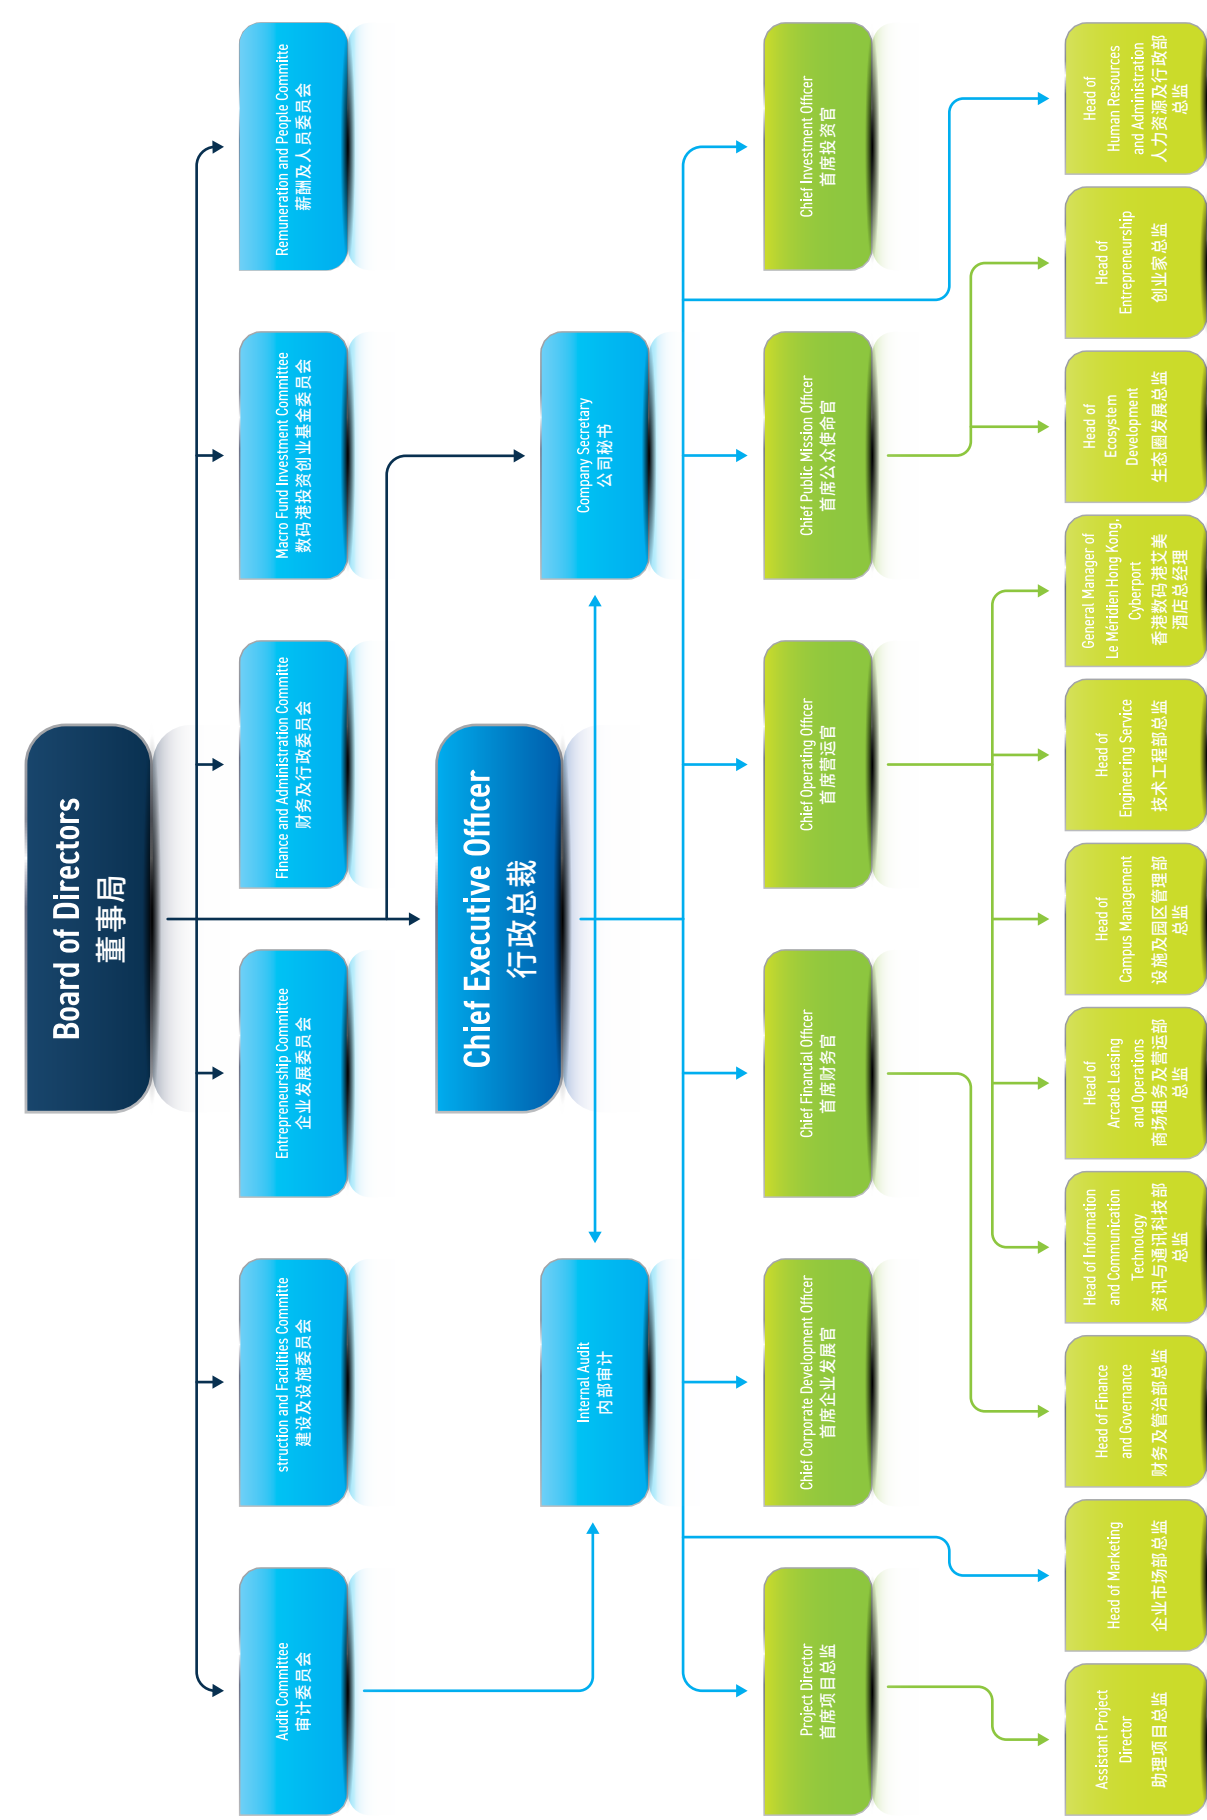 Board of Directors
董事局
Audit Committee
审计委员会
struction and Facilities Committe
建设及设施委员会
Entrepreneurship Committee
企业发展委员会
Finance and Administration Committe
财务及行政委员会
Macro Fund Investment Committee
数码港投资创业基金委员会
Remuneration and People Committe
薪酬及人员委员会
Chief Executive Officer
行政总裁
Internal Audit
内部审计
Company Secretary
公司秘书
Project Director
首席项目总监
Chief Corporate Development Officer
首席企业发展官
Chief Financial Officer
首席财务官
Chief Operating Officer
首席营运官
Chief Public Mission Officer
首席公众使命官
Chief Investment Officer
首席投资官
Assistant Project
Director
助理项目总监
Head of Marketing
企业市场部总监
Head of Finance
and Governance
财务及管治部总监
Head of Information
and Communication
Technology
资讯与通讯科技部
总监
Head of
Arcade Leasing
and Operations
商场租务及营运部
总监
Head of
Campus Management
设施及园区管理部
总监
Head of
Engineering Service
技术工程部总监
General Manager of
Le Méridien Hong Kong,
Cyberport
香港数码港艾美
酒店总经理
Head of
Ecosystem
Development
生态圈发展总监
Head of
Entrepreneurship
创业家总监
Head of
Human Resources
and Administration
人力资源及行政部
总监